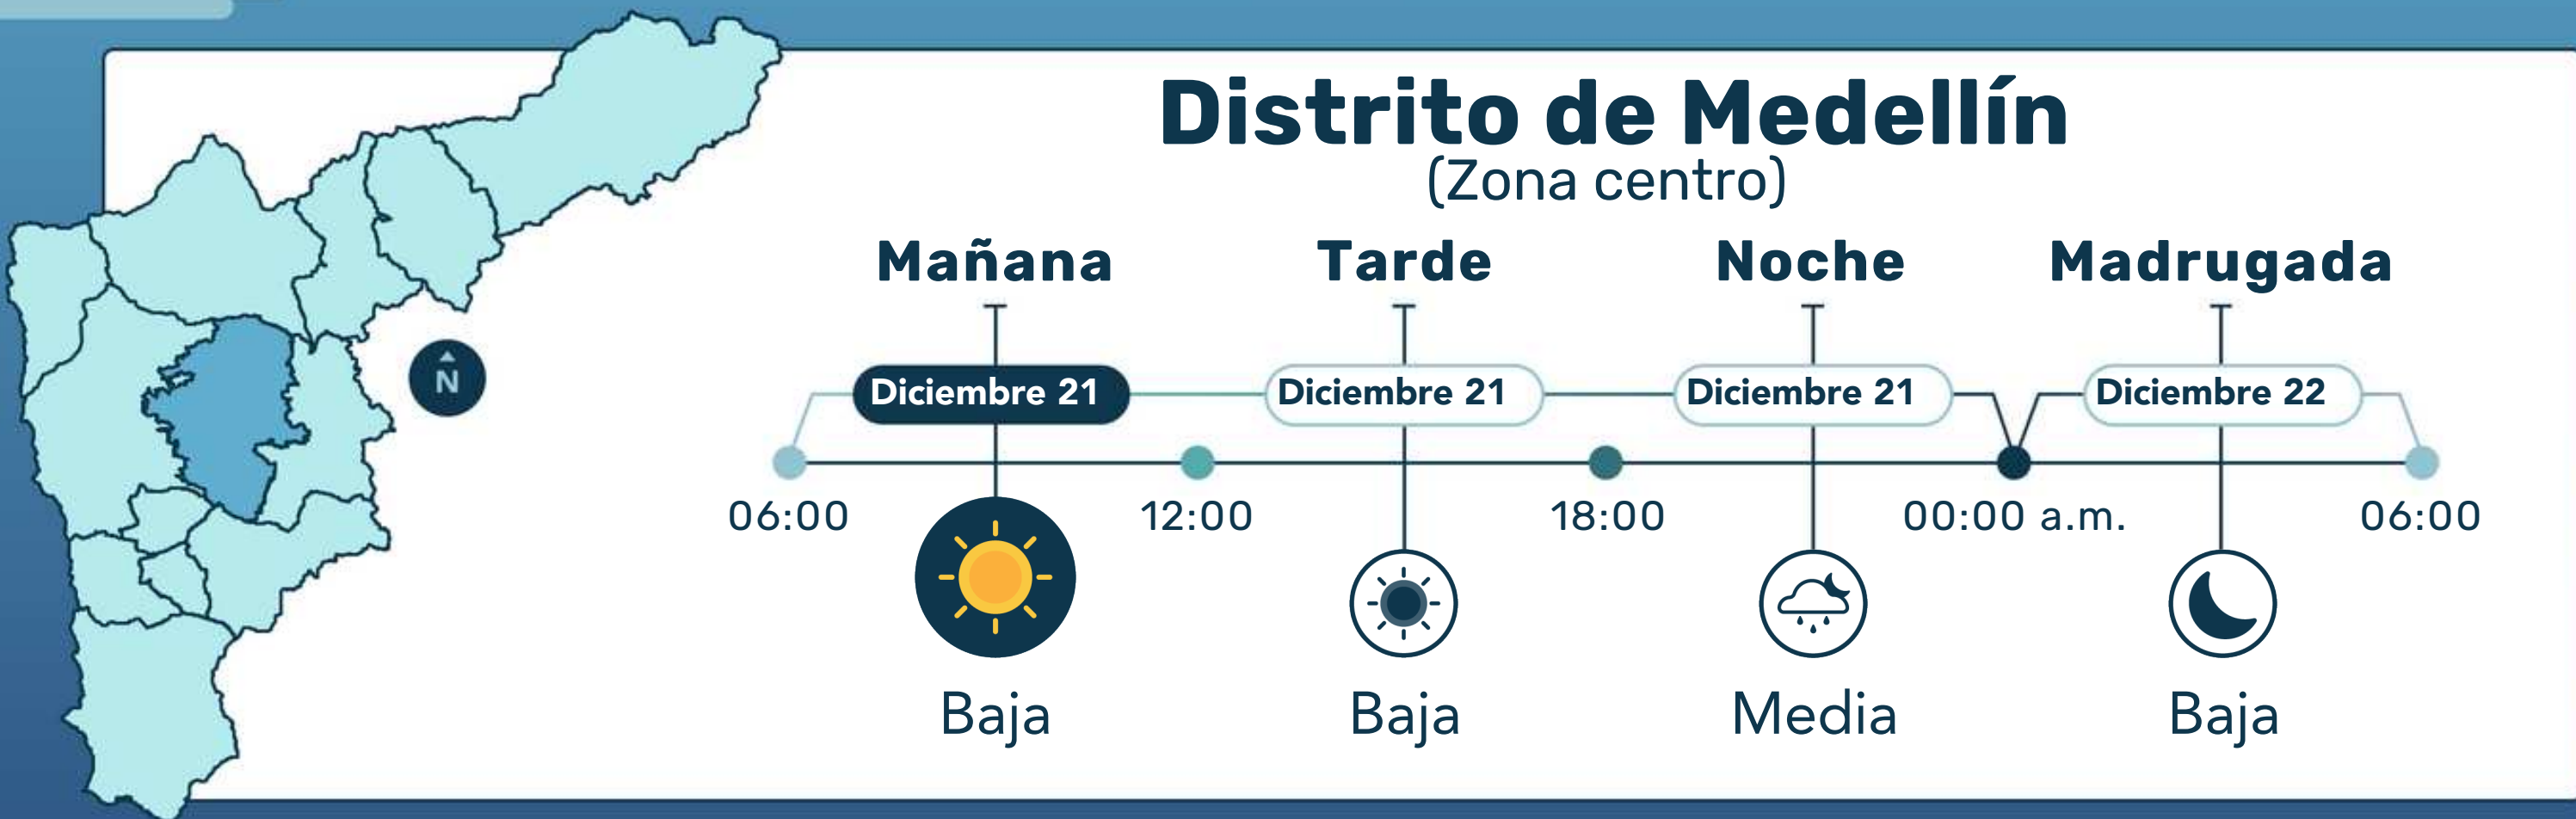 Distrito de Medellín
(Zona centro)
Mañana Tarde Noche Madrugada
N
Diciembre 21 Diciembre 21 Diciembre 21 Diciembre 22
06:00 12:00 18:00 00:00 a.m. 06:00
Baja Baja Media Baja